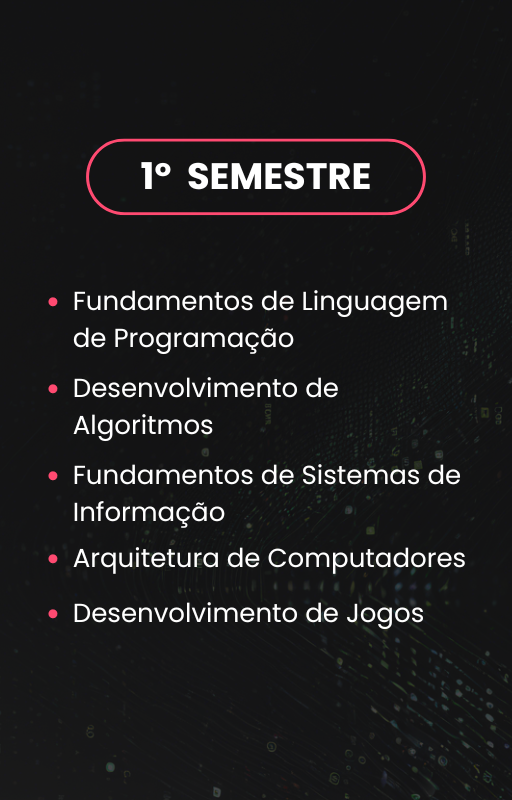 1º SEMESTRE
Fundamentos de Linguagem
de Programação
Desenvolvimento de
Algoritmos
Fundamentos de Sistemas de
Informação
Arquitetura de Computadores
Desenvolvimento de Jogos